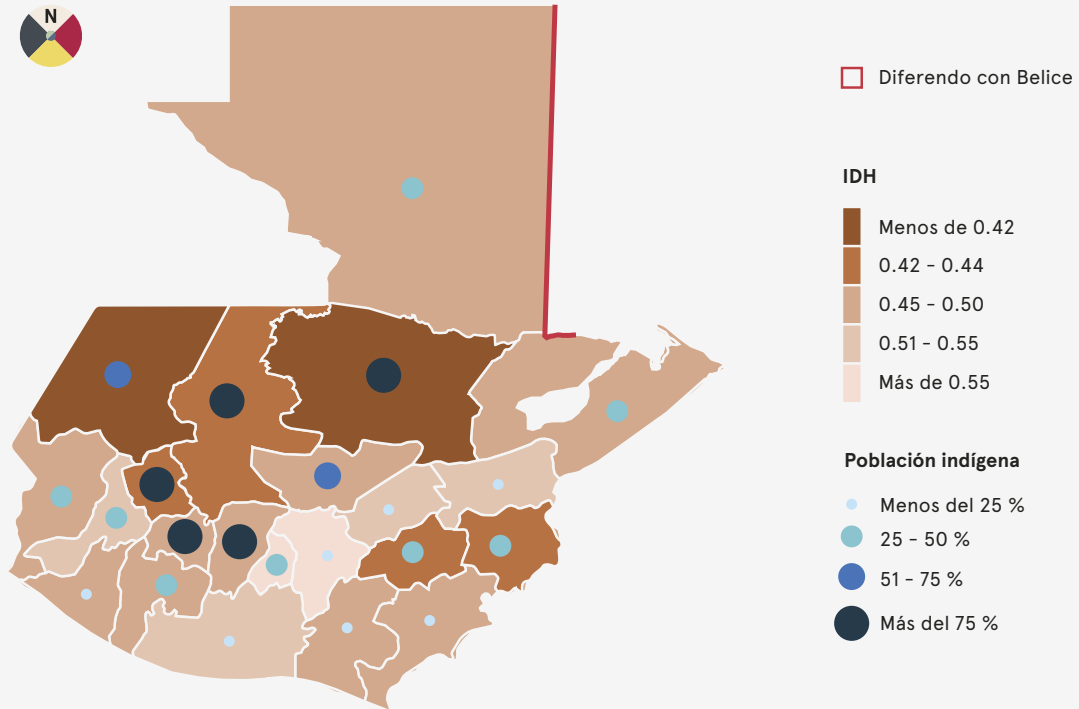 N
Diferendo con Belice
IDH
Menos de 0.42
0.42 - 0.44
0.45 - 0.50
0.51 - 0.55
Más de 0.55
Población indígena
Menos del 25 %
25 - 50 %
51 - 75 %
Más del 75 %